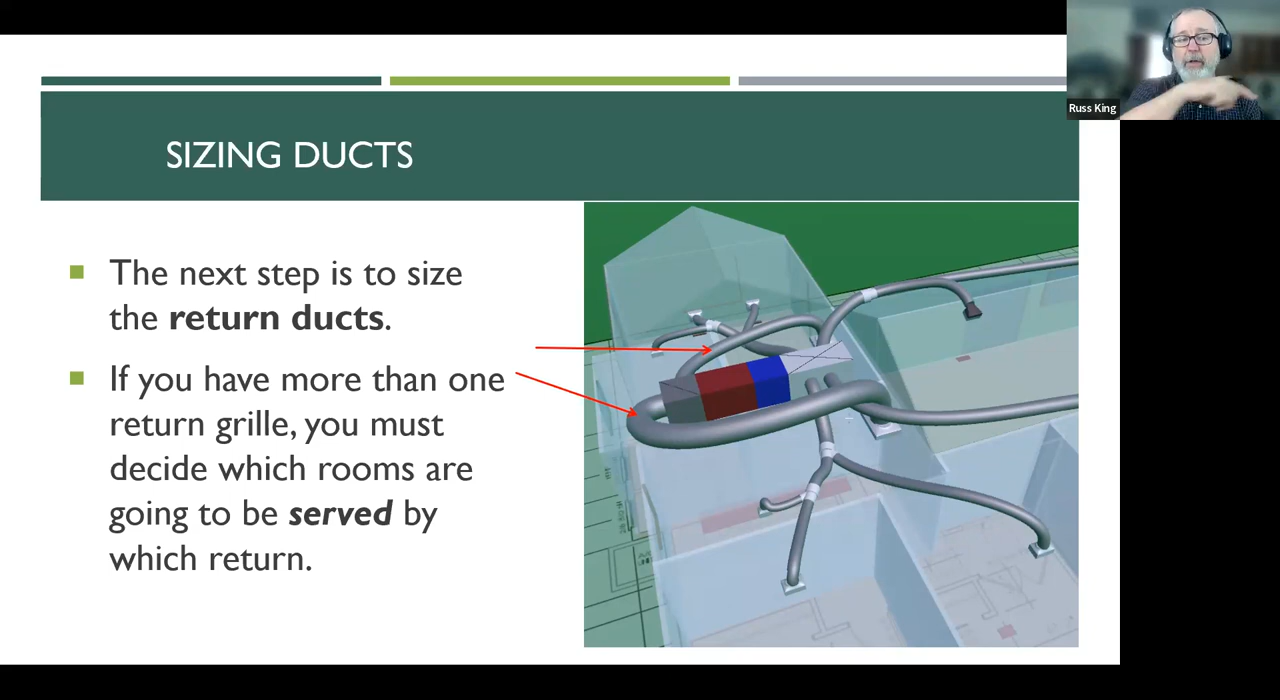 Russ King
SIZING DUCTS
The next step is to size
the return ducts.
If you have more than one
return grille, you must
decide which rooms are
going to be served by
which return.